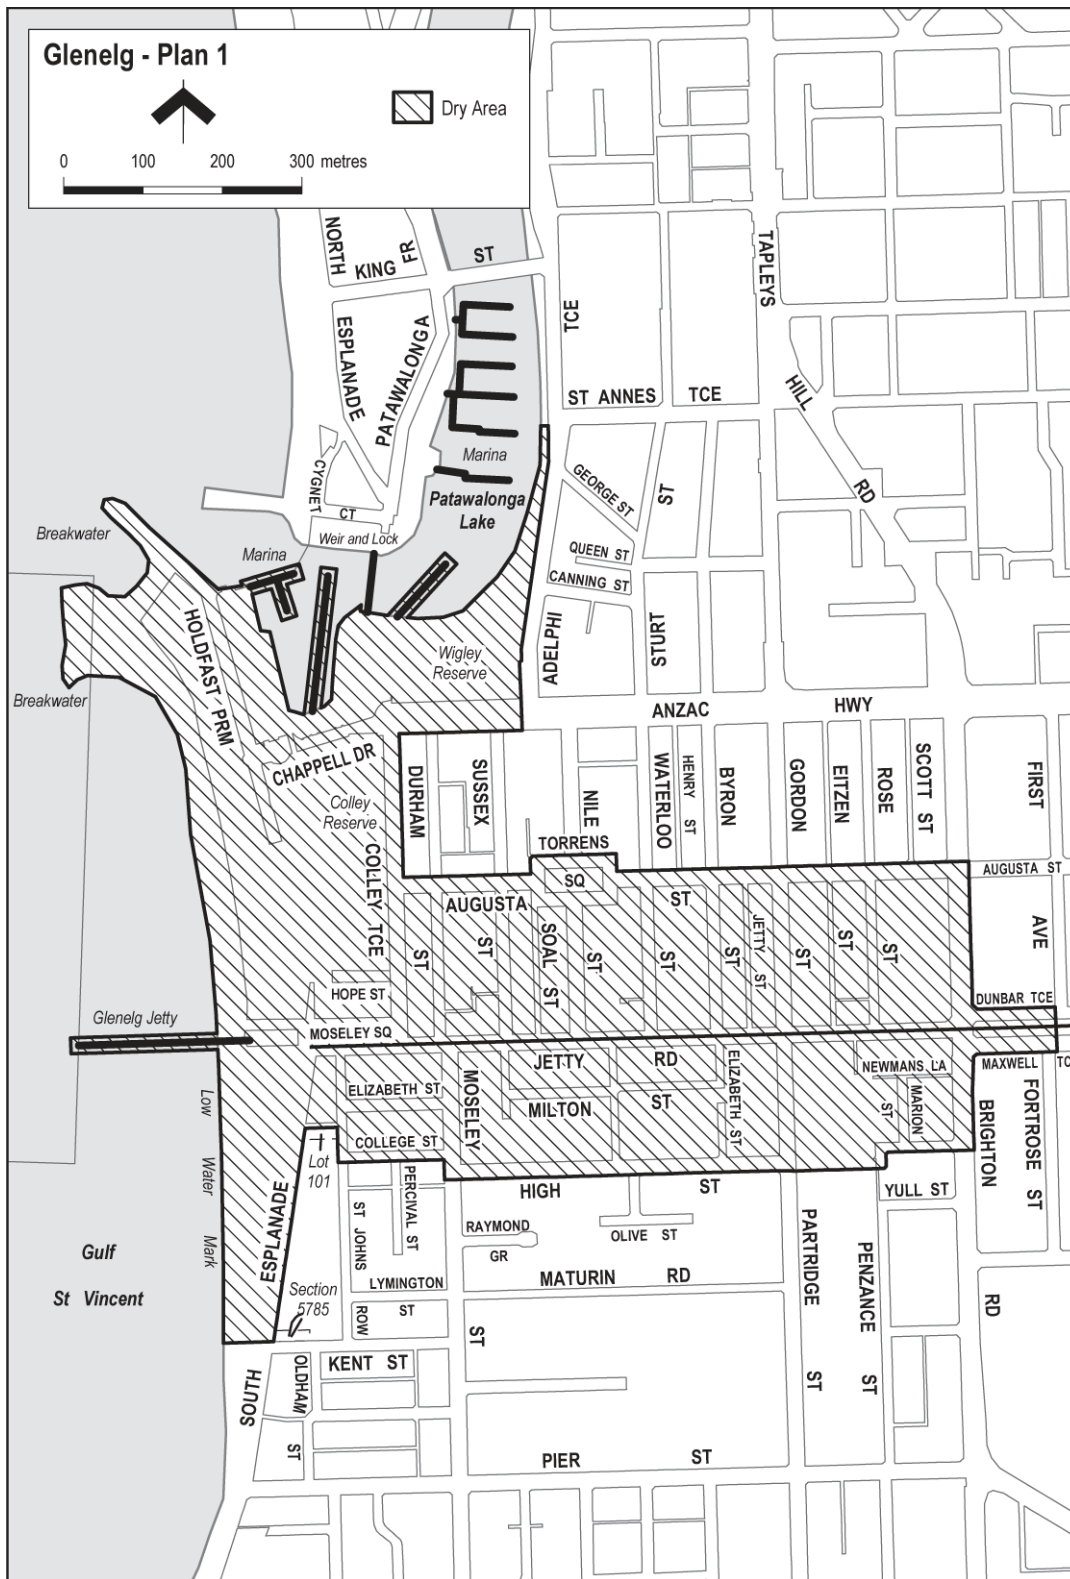 Glenelg - Plan 1
Dry Area
0 100 200 300 metres
NORTH
KING
FR
ST
ESPLANADE
PATAWALONGA
TCE
TAPLEYS
HILL
RD
ST ANNES TCE
Marina
Patawalonga
Lake
CYGNET
CT
Weir and Lock
GEORGE ST
ST
QUEEN ST
CANNING ST
Breakwater
Marina
HOLDFAST PRM
Wigley
Reserve
ADELPHI
STURT
Breakwater
ANZAC HWY
CHAPPELL DR
Colley
Reserve
COLLEY TCE
DURHAM
SUSSEX
NILE
WATERLOO
HENRY ST
BYRON
GORDON
EITZEN
ROSE
SCOTT ST
FIRST
TORRENS
SQ
AUGUSTA ST
AUGUSTA ST
AVE
ST
ST
SOAL ST
ST
ST
ST
JETTY ST
ST
ST
ST
HOPE ST
DUNBAR TCE
Glenelg Jetty
MOSELEY SQ
JETTY RD
NEWMANS LA
MAXWELL TC
ELIZABETH ST
MOSELEY
MILTON ST
ELIZABETH ST
ST
MARION
BRIGHTON
FORTROSE ST
COLLEGE ST
Low
Water
Mark
Lot
101
HIGH ST
YULL ST
PERCIVAL ST
ST JOHNS
RAYMOND
GR
OLIVE ST
PARTRIDGE
PENZANCE
ESPLANADE
Gulf
St Vincent
LYMINGTON
ST
MATURIN RD
Section
5785
ROW
RD
ST
KENT ST
SOUTH
OLDHAM
ST
ST
ST
PIER ST